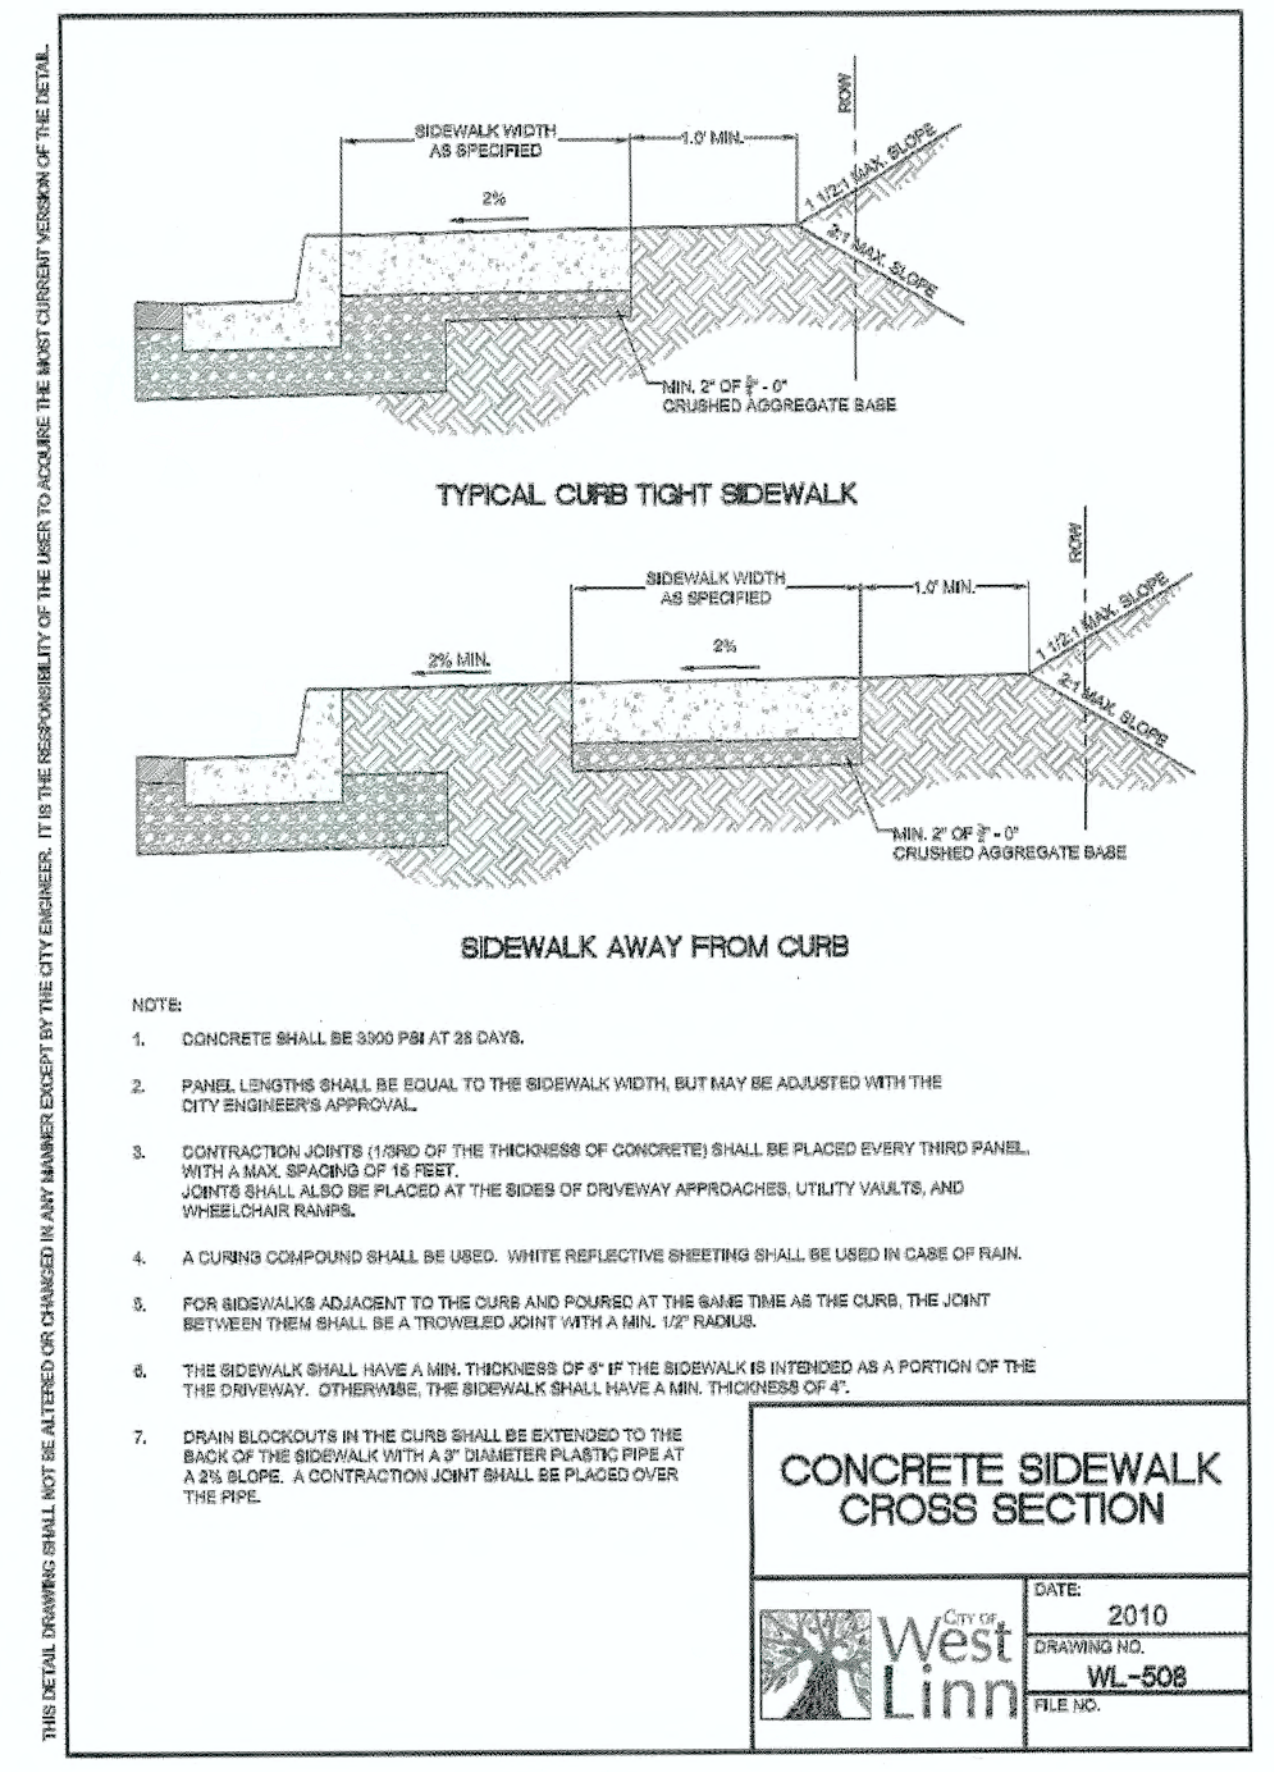 THIS DETAIL DRAWING SHALL NOT BE ALTERED OR CHANGED IN ANY MANNER EXCEPT BY THE CITY ENGINEER. IT IS THE RESPONSIBILITY OF THE USER TO ACQUIRE THE MOST CURRENT VERSION OF THE DETAIL.
ROW
SIDEWALK WIDTH
AS SPECIFIED
1.0' MIN.
1 1/2:1 MAX. SLOPE
2%
2:1 MAX. SLOPE
MIN. 2" OF ¾" - 0"
CRUSHED AGGREGATE BASE
TYPICAL CURB TIGHT SIDEWALK
ROW
SIDEWALK WIDTH
AS SPECIFIED
1.0' MIN.
1 1/2:1 MAX. SLOPE
2% MIN.
2%
2:1 MAX. SLOPE
MIN. 2" OF ¾" - 0"
CRUSHED AGGREGATE BASE
SIDEWALK AWAY FROM CURB
NOTE:
1. CONCRETE SHALL BE 3300 PSI AT 28 DAYS.
2. PANEL LENGTHS SHALL BE EQUAL TO THE SIDEWALK WIDTH, BUT MAY BE ADJUSTED WITH THE
CITY ENGINEER'S APPROVAL.
3. CONTRACTION JOINTS (1/3RD OF THE THICKNESS OF CONCRETE) SHALL BE PLACED EVERY THIRD PANEL,
WITH A MAX. SPACING OF 15 FEET.
JOINTS SHALL ALSO BE PLACED AT THE SIDES OF DRIVEWAY APPROACHES, UTILITY VAULTS, AND
WHEELCHAIR RAMPS.
4. A CURING COMPOUND SHALL BE USED. WHITE REFLECTIVE SHEETING SHALL BE USED IN CASE OF RAIN.
5. FOR SIDEWALKS ADJACENT TO THE CURB AND POURED AT THE SAME TIME AS THE CURB, THE JOINT
BETWEEN THEM SHALL BE A TROWELED JOINT WITH A MIN. 1/2" RADIUS.
6. THE SIDEWALK SHALL HAVE A MIN. THICKNESS OF 6" IF THE SIDEWALK IS INTENDED AS A PORTION OF THE
THE DRIVEWAY. OTHERWISE, THE SIDEWALK SHALL HAVE A MIN. THICKNESS OF 4".
7. DRAIN BLOCKOUTS IN THE CURB SHALL BE EXTENDED TO THE
BACK OF THE SIDEWALK WITH A 3" DIAMETER PLASTIC PIPE AT
A 2% SLOPE. A CONTRACTION JOINT SHALL BE PLACED OVER
THE PIPE.
CONCRETE SIDEWALK
CROSS SECTION
CITY OF
West
Linn
DATE:
2010
DRAWING NO.
WL-508
FILE NO.